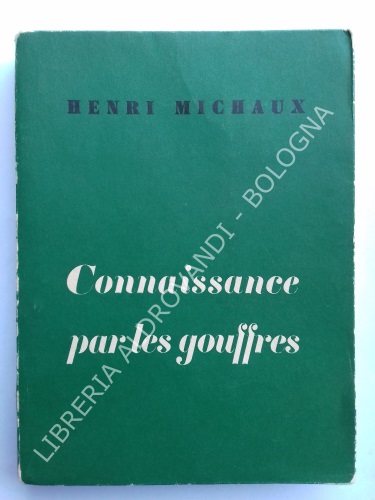 HENRI MICHAUX
Connaissance
par les gouffres
LIBRERIA ALDROVANDI - BOLOGNA